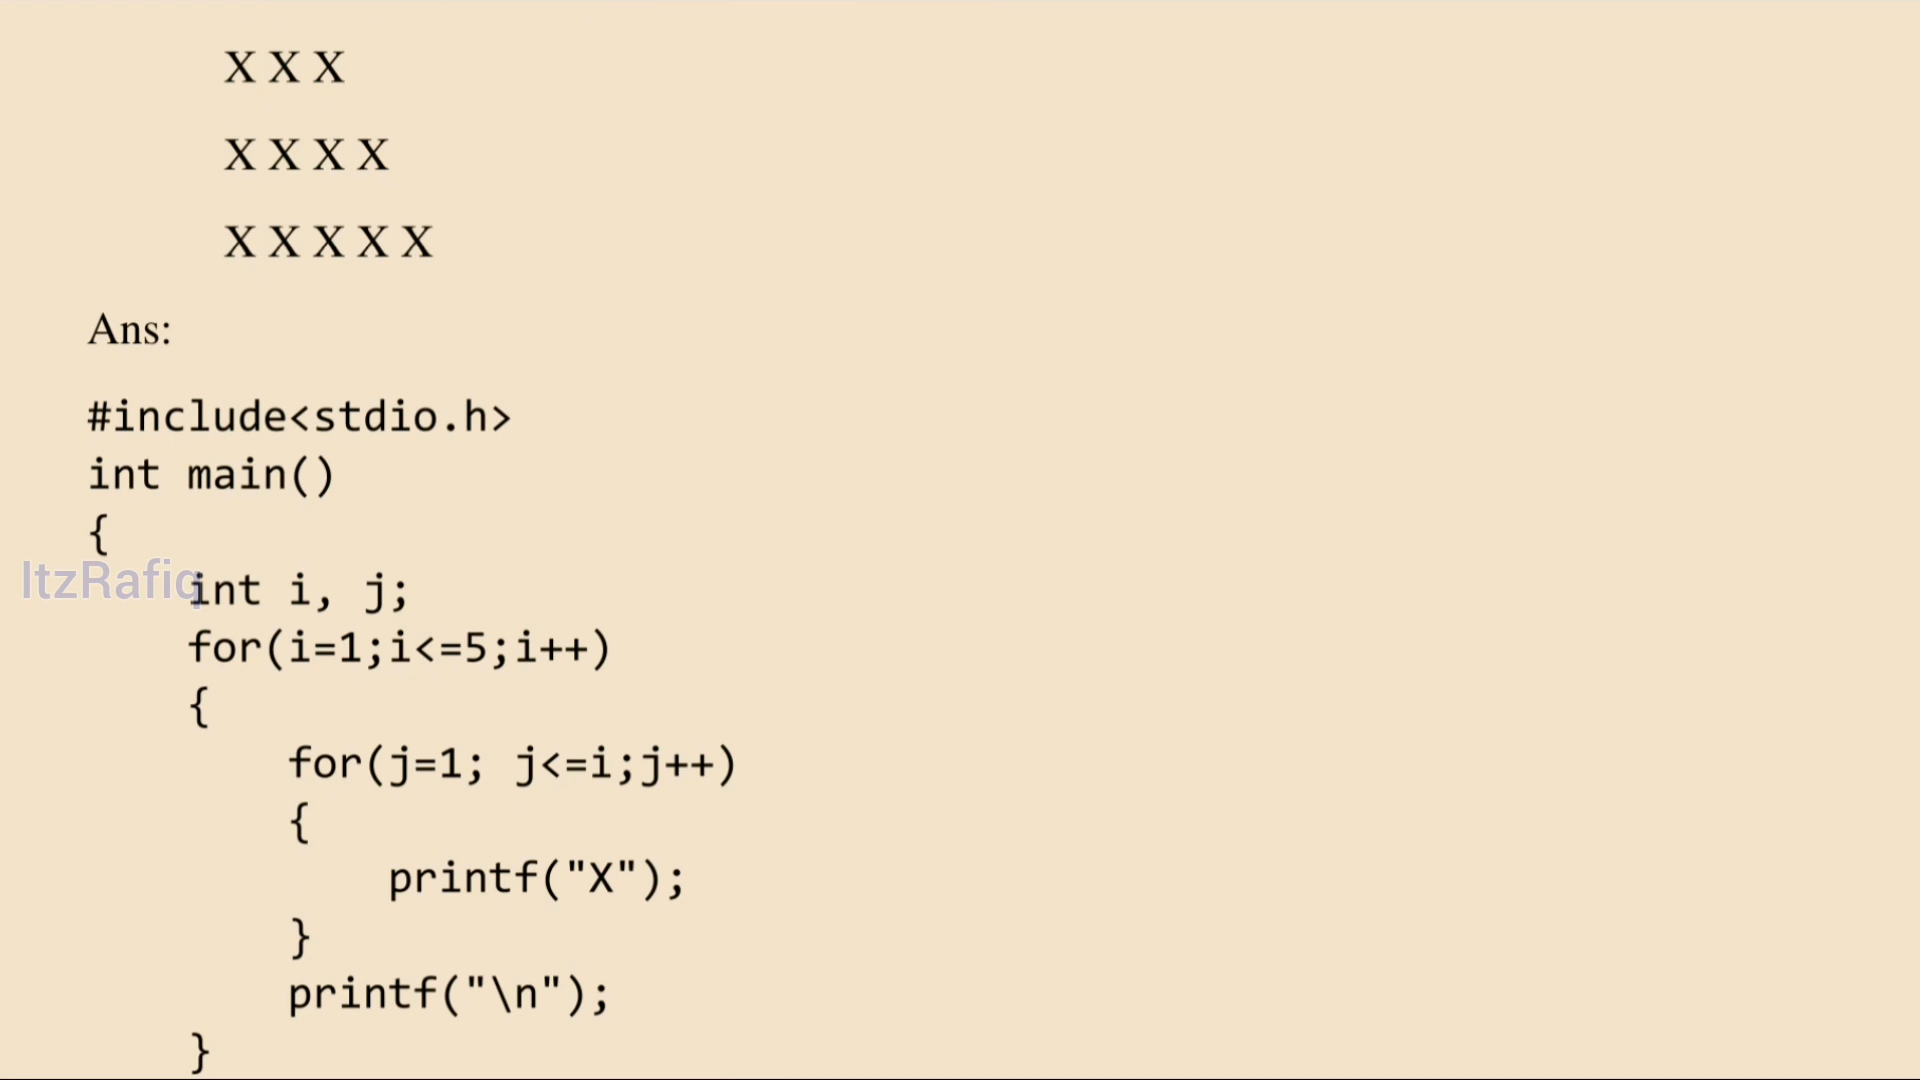 X X X
X X X X
X X X X X
Ans:
#include<stdio.h>
int main()
{
ItzRafiq
int i, j;
for(i=1;i<=5;i++)
{
for(j=1; j<=i;j++)
{
printf("X");
}
printf("\n");
}